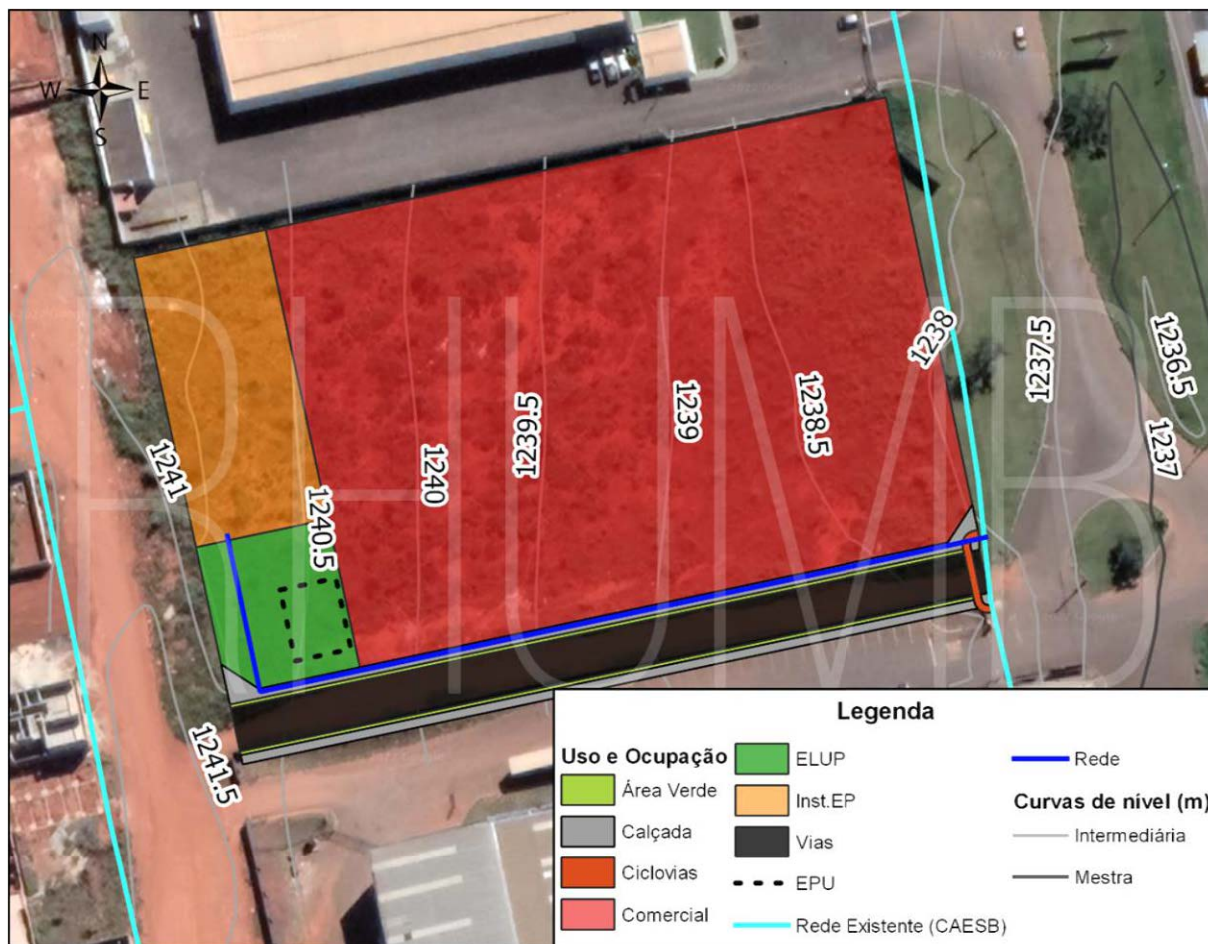 N
W E
S
RHUMB
1241
1240.5
1240
1239.5
1239
1238.5
1238
1237.5
1236.5
1237
1241.5
Legenda
Uso e Ocupação
Área Verde
Calçada
Ciclovias
Comercial
ELUP
Inst.EP
Vias
EPU
Rede Existente (CAESB)
Rede
Curvas de nível (m)
Intermediária
Mestra